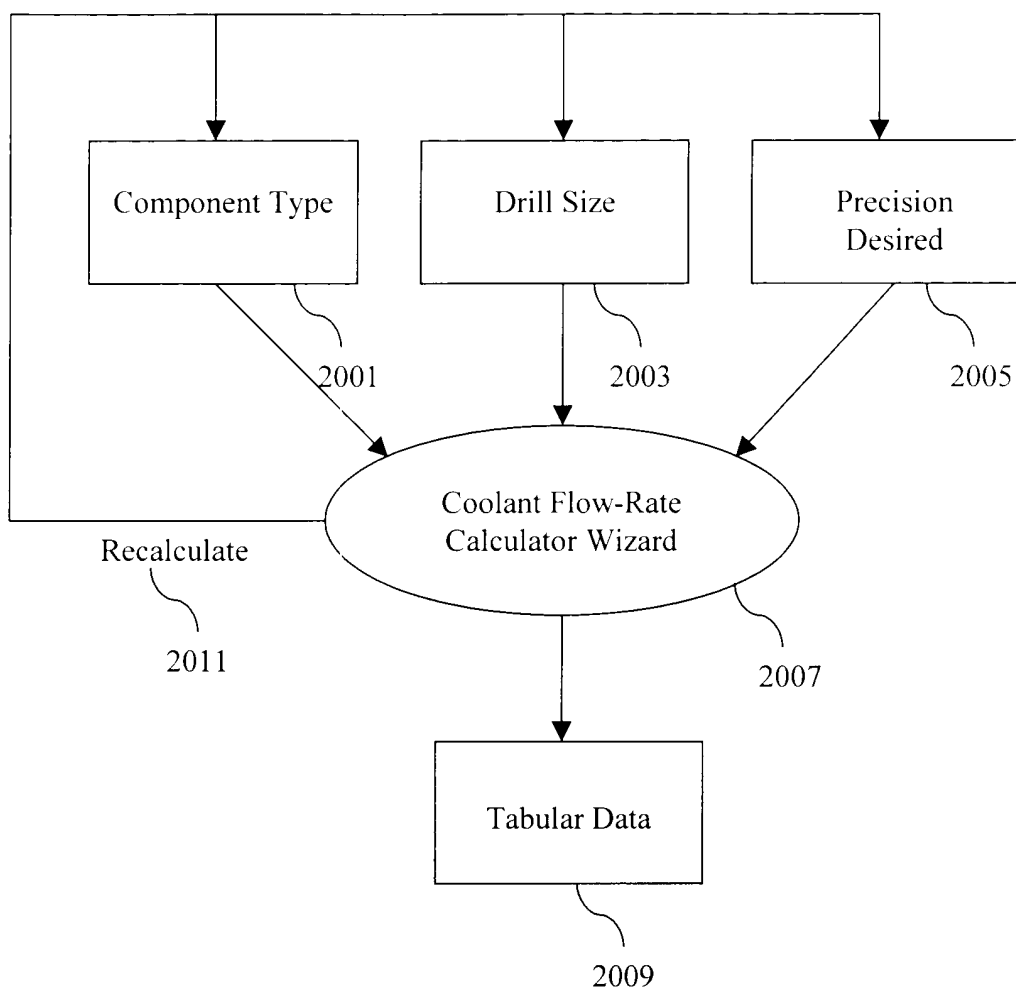 Component Type
Drill Size
Precision
Desired
2001
2003
2005
Coolant Flow-Rate
Calculator Wizard
Recalculate
2011
2007
Tabular Data
2009